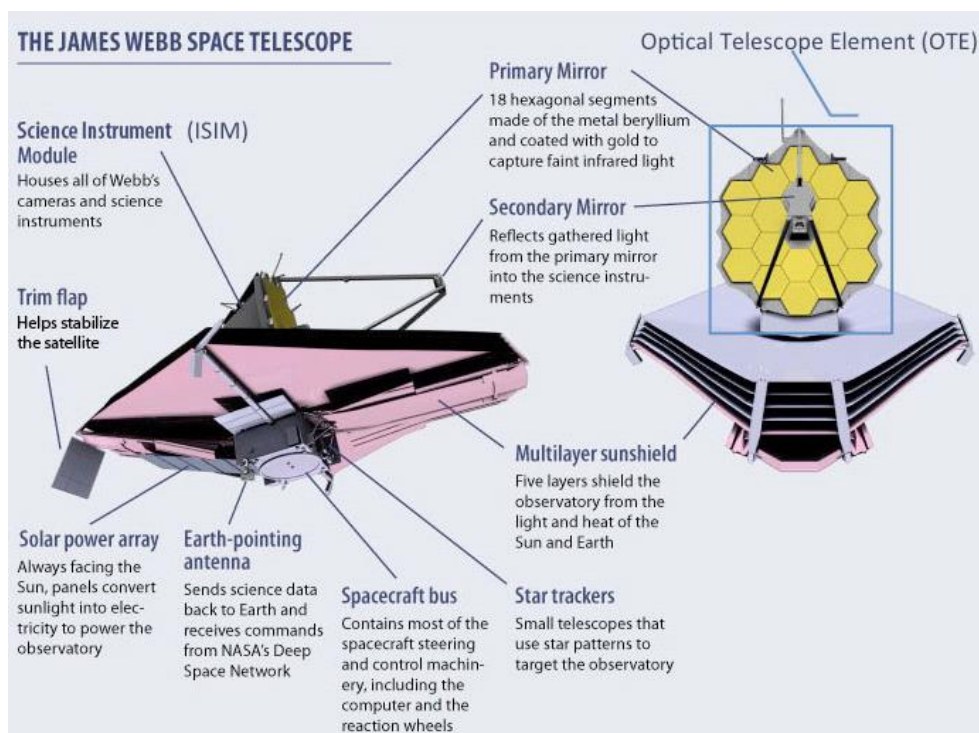 THE JAMES WEBB SPACE TELESCOPE
Optical Telescope Element (OTE)
Science Instrument (ISIM)
Module
Houses all of Webb's
cameras and science
instruments
Primary Mirror
18 hexagonal segments
made of the metal beryllium
and coated with gold to
capture faint infrared light
Secondary Mirror
Reflects gathered light
from the primary mirror
into the science instru-
ments
Trim flap
Helps stabilize
the satellite
Multilayer sunshield
Five layers shield the
observatory from the
light and heat of the
Sun and Earth
Solar power array
Always facing the
Sun, panels convert
sunlight into elec-
tricity to power the
observatory
Earth-pointing
antenna
Sends science data
back to Earth and
receives commands
from NASA's Deep
Space Network
Spacecraft bus
Contains most of the
spacecraft steering
and control machin-
ery, including the
computer and the
reaction wheels
Star trackers
Small telescopes that
use star patterns to
target the observatory